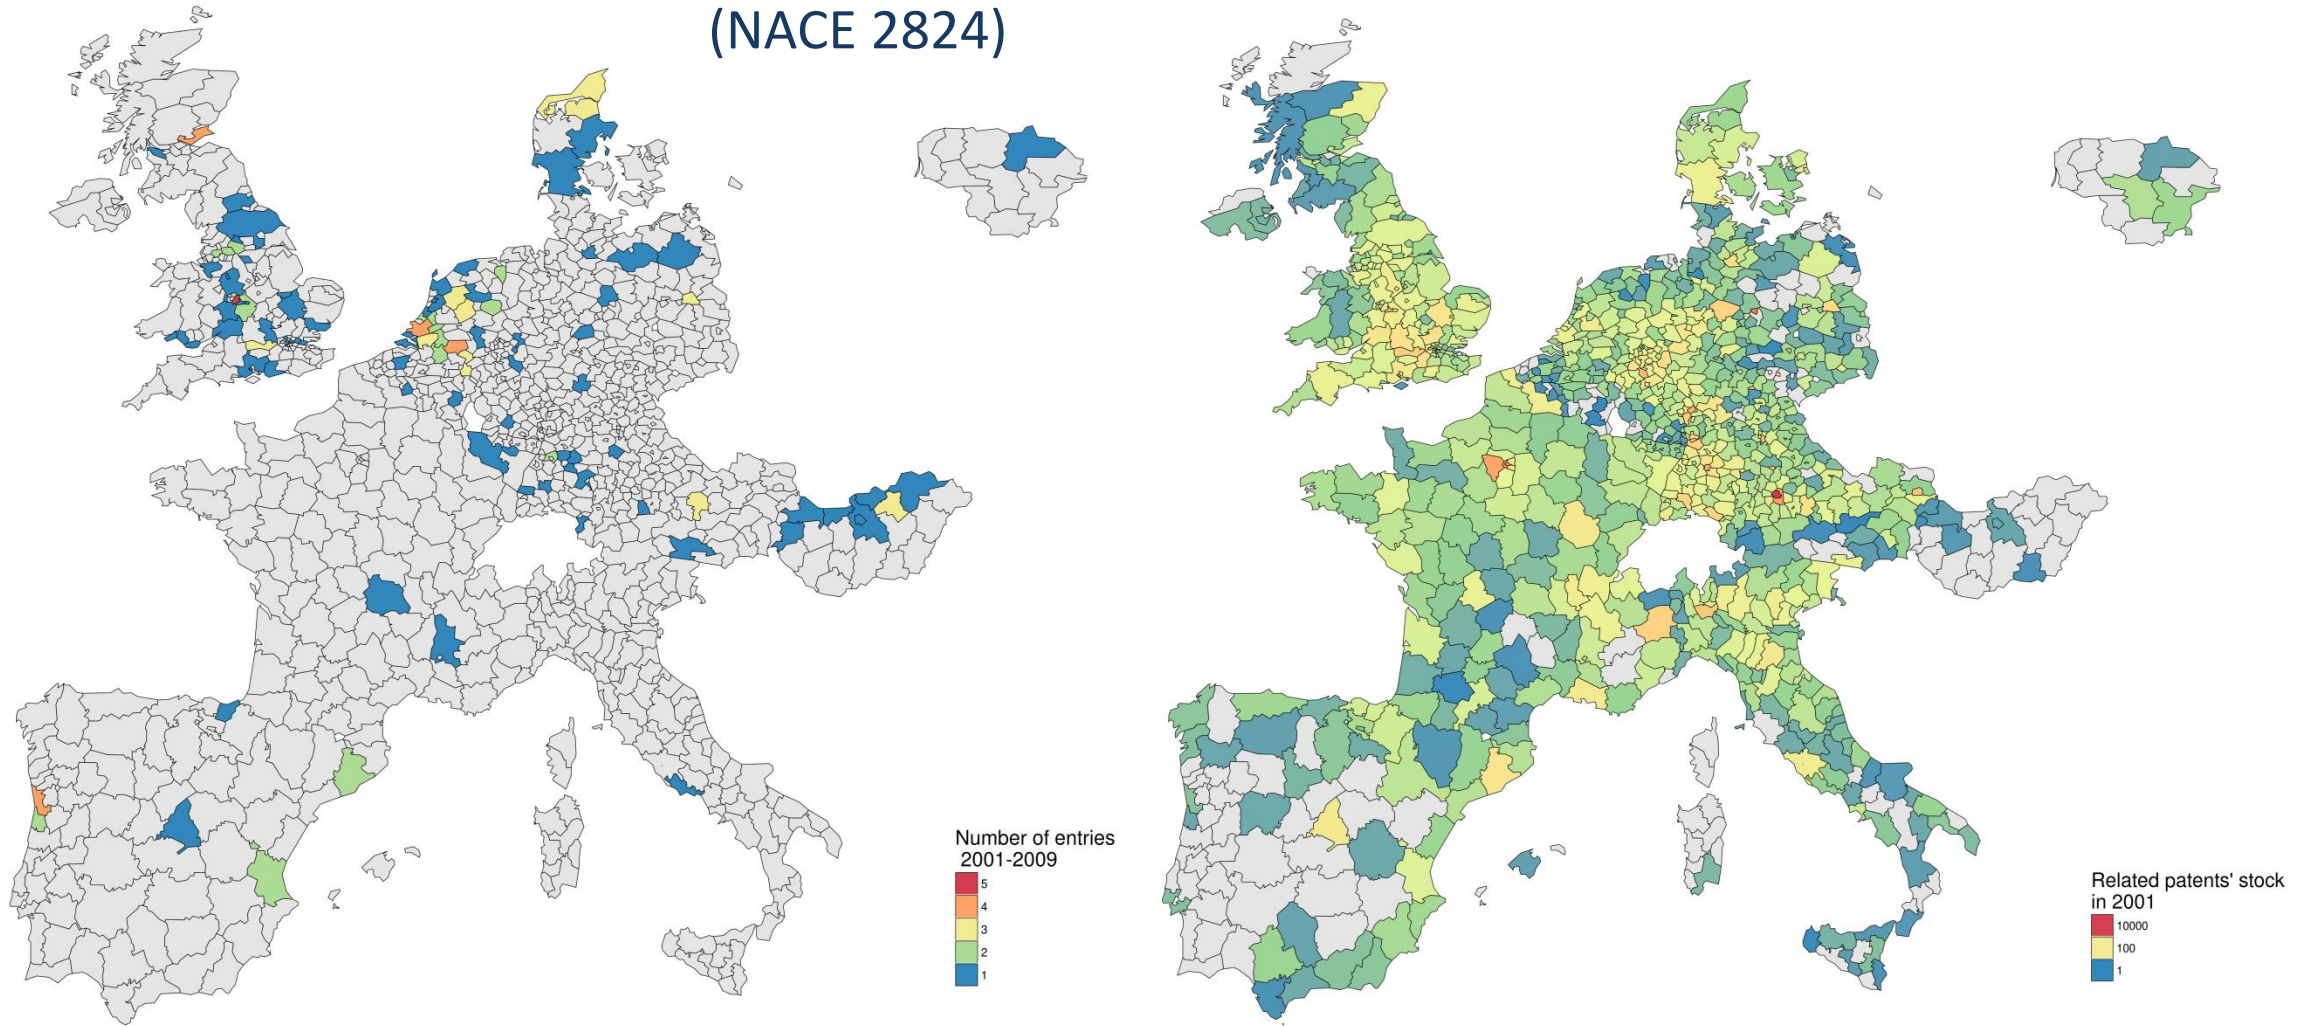 (NACE 2824)
Number of entries
2001-2009
5
4
3
2
1
Related patents' stock
in 2001
10000
100
1